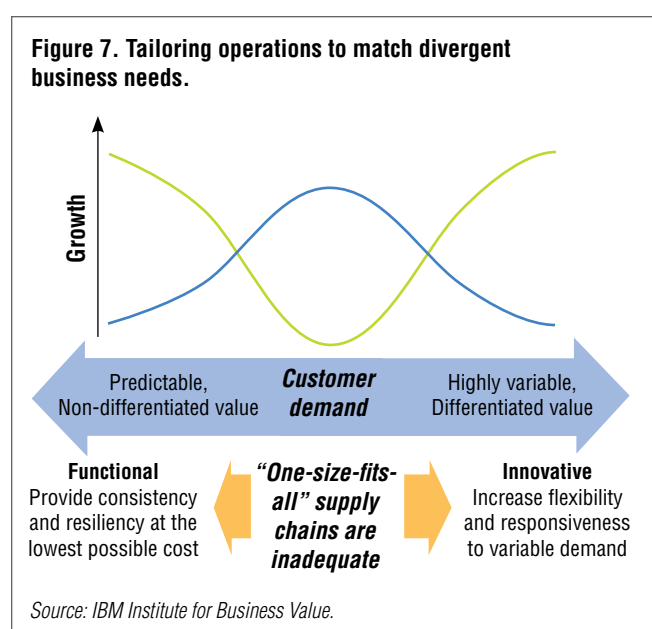 Figure 7. Tailoring operations to match divergent
business needs.
Growth
Predictable,
Non-differentiated value
Customer
demand
Highly variable,
Differentiated value
Functional
Provide consistency
and resiliency at the
lowest possible cost
“One-size-fits-
all” supply
chains are
inadequate
Innovative
Increase flexibility
and responsiveness
to variable demand
Source: IBM Institute for Business Value.